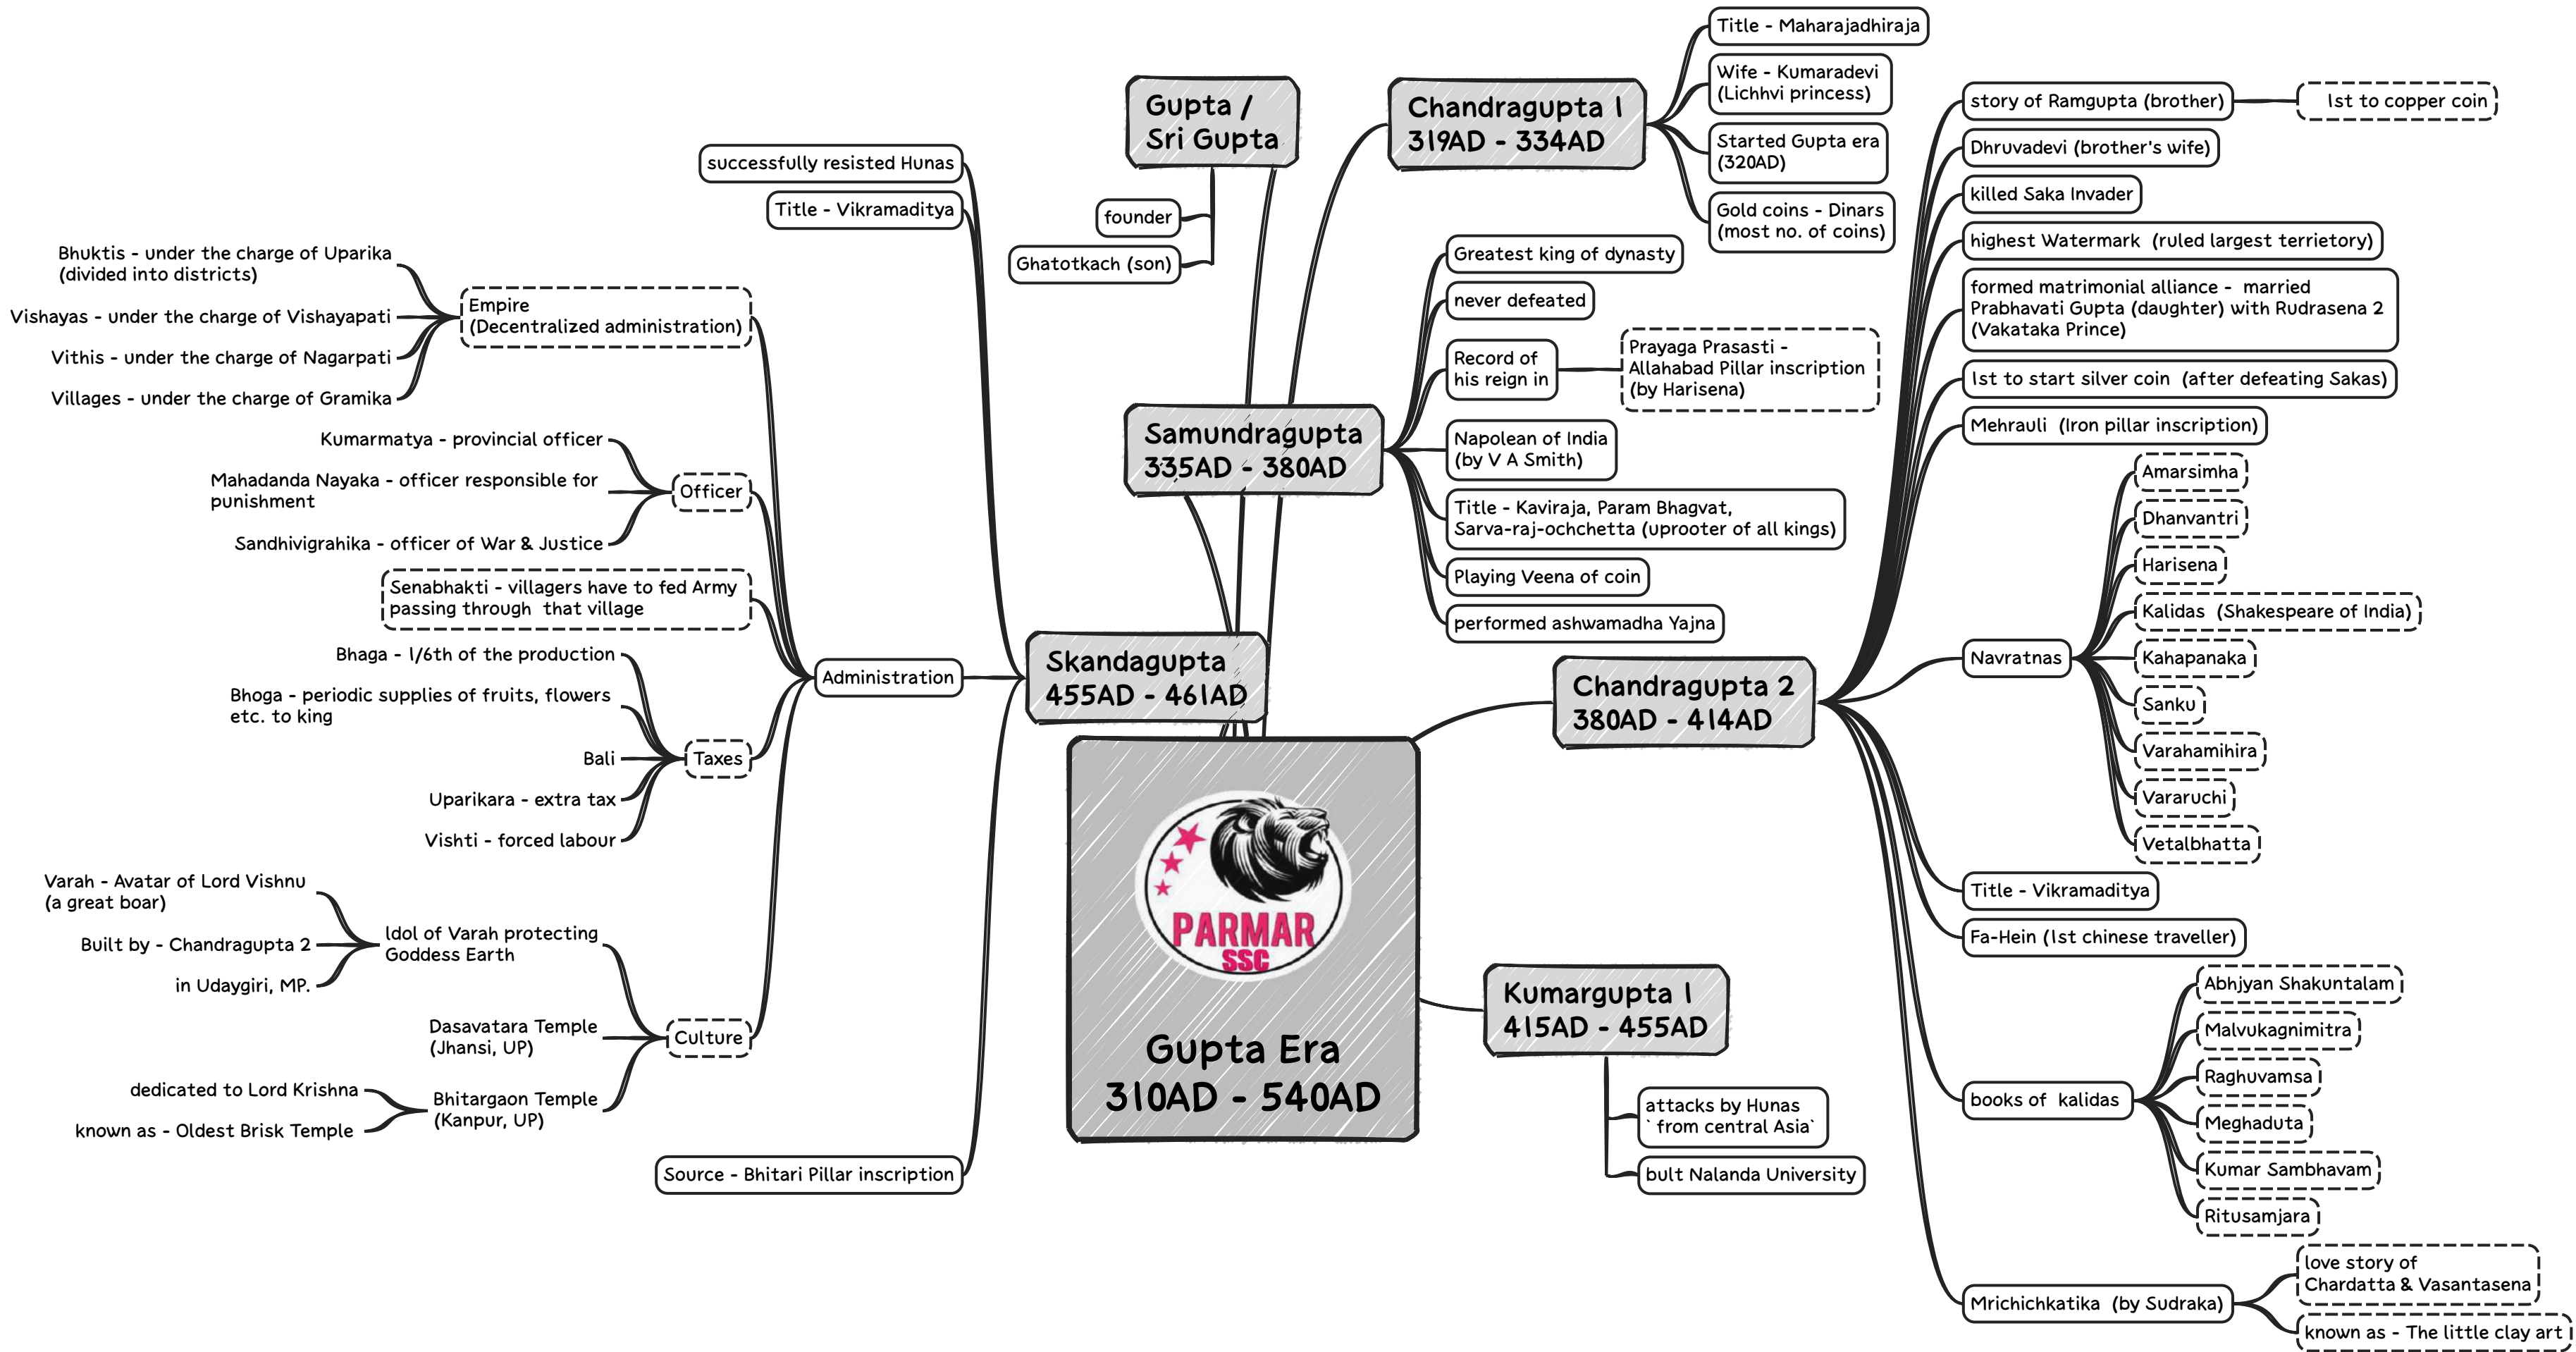 Gupta Era
310AD - 540AD
PARMAR
SSC
Gupta /
Sri Gupta
founder
Ghatotkach (son)
Chandragupta 1
319AD - 334AD
Title - Maharajadhiraja
Wife - Kumaradevi
(Lichhvi princess)
Started Gupta era
(320AD)
Gold coins - Dinars
(most no. of coins)
Samundragupta
335AD - 380AD
Greatest king of dynasty
never defeated
Record of
his reign in
Prayaga Prasasti -
Allahabad Pillar inscription
(by Harisena)
Napolean of India
(by V A Smith)
Title - Kaviraja, Param Bhagvat,
Sarva-raj-ochchetta (uprooter of all kings)
Playing Veena of coin
performed ashwamadha Yajna
Chandragupta 2
380AD - 414AD
story of Ramgupta (brother)
1st to copper coin
Dhruvadevi (brother's wife)
killed Saka Invader
highest Watermark (ruled largest terrietory)
formed matrimonial alliance - married
Prabhavati Gupta (daughter) with Rudrasena 2
(Vakataka Prince)
1st to start silver coin (after defeating Sakas)
Mehrauli (Iron pillar inscription)
Navratnas
Amarsimha
Dhanvantri
Harisena
Kalidas (Shakespeare of India)
Kahapanaka
Sanku
Varahamihira
Vararuchi
Vetalbhatta
Title - Vikramaditya
Fa-Hein (1st chinese traveller)
books of kalidas
Abhjyan Shakuntalam
Malvukagnimitra
Raghuvamsa
Meghaduta
Kumar Sambhavam
Ritusamjara
Mrichichkatika (by Sudraka)
love story of
Chardatta & Vasantasena
known as - The little clay art
Kumargupta 1
415AD - 455AD
attacks by Hunas
` from central Asia`
bult Nalanda University
Skandagupta
455AD - 461AD
successfully resisted Hunas
Title - Vikramaditya
Administration
Empire
(Decentralized administration)
Bhuktis - under the charge of Uparika
(divided into districts)
Vishayas - under the charge of Vishayapati
Vithis - under the charge of Nagarpati
Villages - under the charge of Gramika
Officer
Kumarmatya - provincial officer
Mahadanda Nayaka - officer responsible for
punishment
Sandhivigrahika - officer of War & Justice
Senabhakti - villagers have to fed Army
passing through that village
Taxes
Bhaga - 1/6th of the production
Bhoga - periodic supplies of fruits, flowers
etc. to king
Bali
Uparikara - extra tax
Vishti - forced labour
Culture
Idol of Varah protecting
Goddess Earth
Varah - Avatar of Lord Vishnu
(a great boar)
Built by - Chandragupta 2
in Udaygiri, MP.
Dasavatara Temple
(Jhansi, UP)
Bhitargaon Temple
(Kanpur, UP)
dedicated to Lord Krishna
known as - Oldest Brisk Temple
Source - Bhitari Pillar inscription